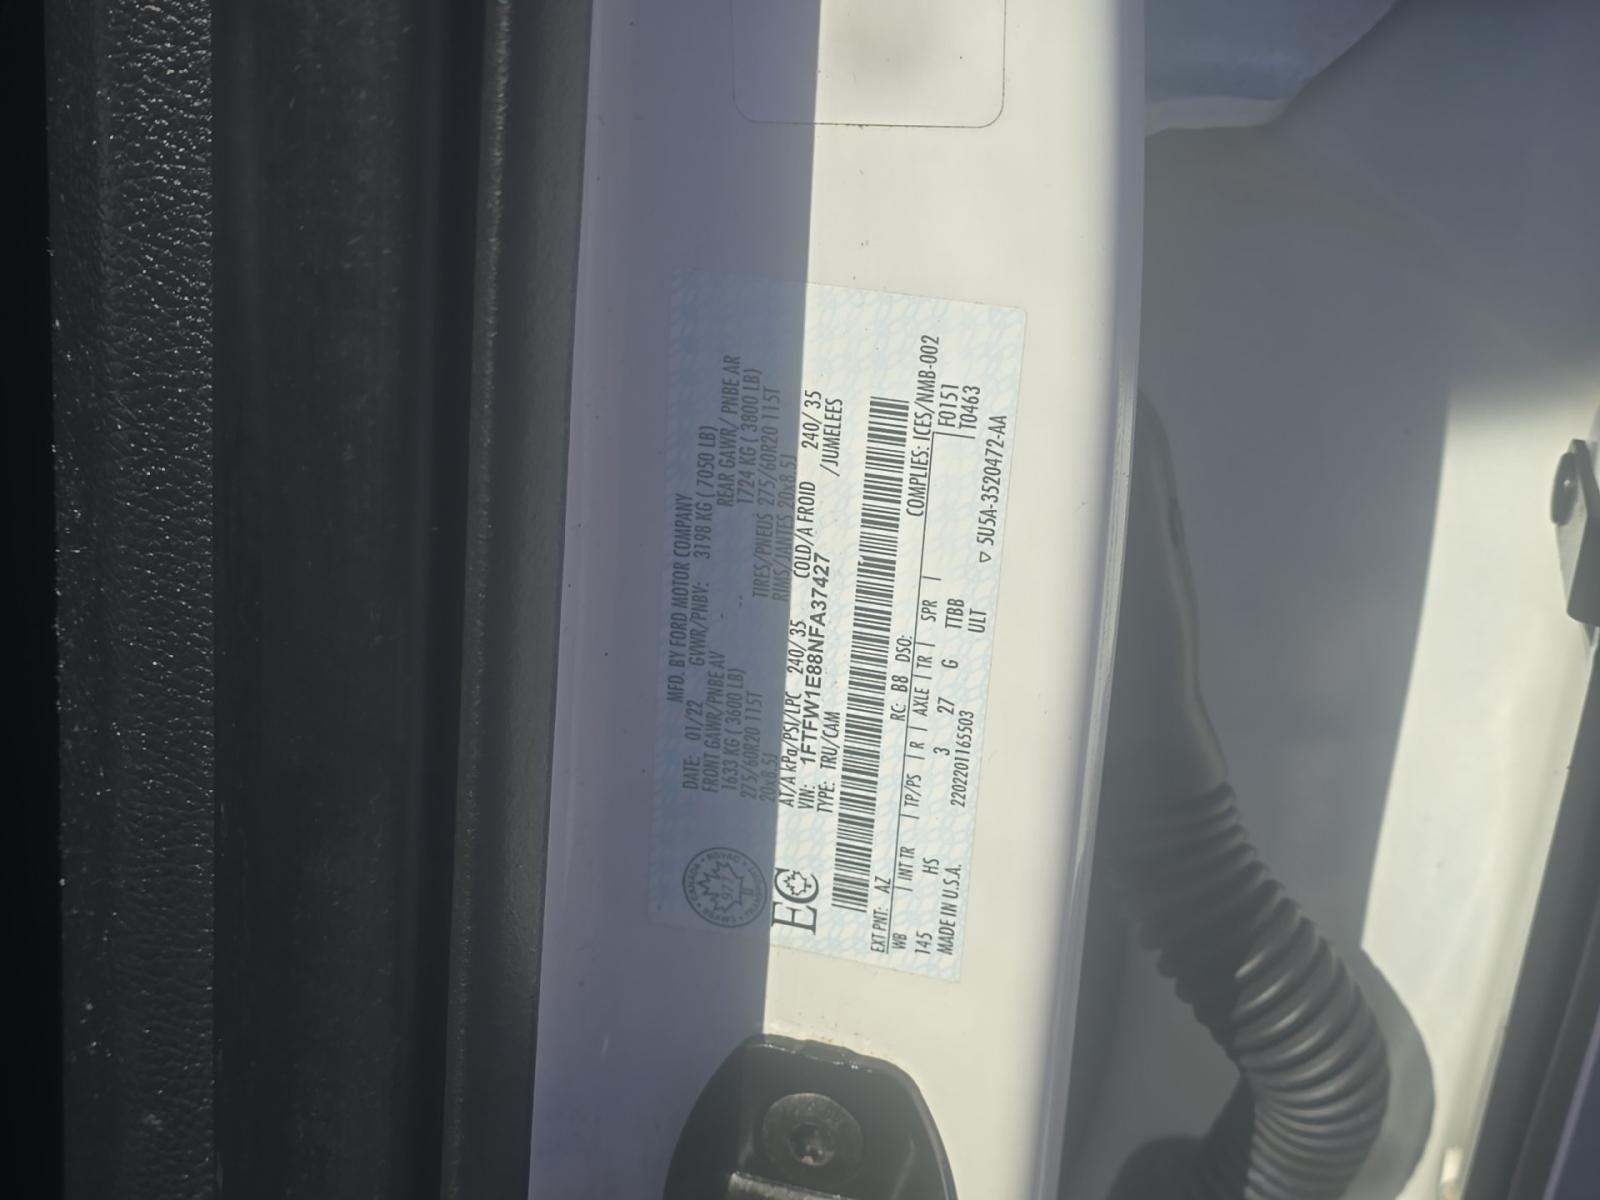 MFD. BY FORD MOTOR COMPANY
DATE: 01/22 GVWR/PNBV: 3198 KG ( 7050 LB)
FRONT GAWR/PNBE AV REAR GAWR/ PNBE AR
1633 KG ( 3600 LB) 1724 KG ( 3800 LB)
275/60R20 115T TIRES/PNEUS 275/60R20 115T
20x8.5J RIMS/JANTES 20x8.5J
AT/A kPa/PSI/LPC 240/35 COLD/A FROID 240/35
VIN: 1FTFW1E88NFA37427 /JUMELEES
TYPE: TRU/CAM
EC
COMPLIES: ICES/NMB-002
EXT PNT: AZ RC: B8 DSO: F0151
WB INT TR TP/PS R AXLE TR SPR T0463
145 HS 3 27 G TTBB
ULT
MADE IN U.S.A. 2202201165503
▽ 5U5A-3520472-AA
CANADA